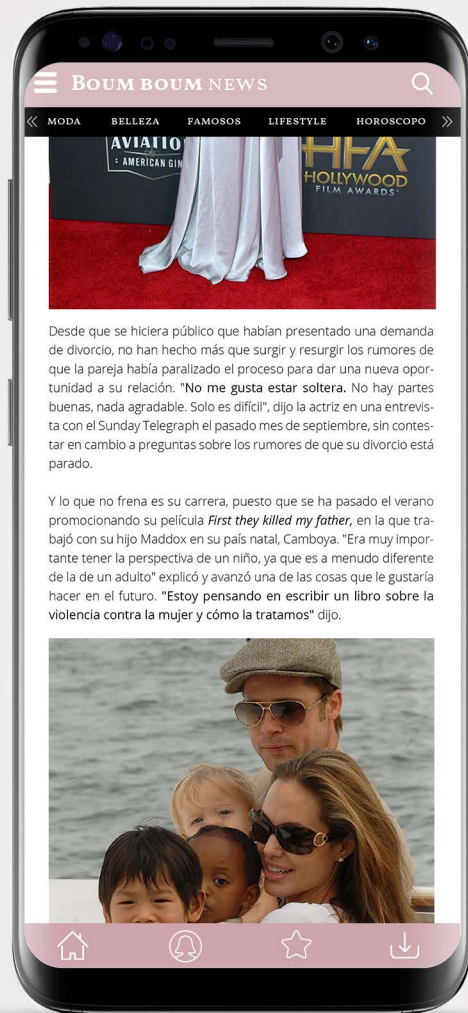 BOUM BOUM NEWS
MODA BELLEZA FAMOSOS LIFESTYLE HOROSCOPO
AVIATIO
: AMERICAN GIN
HFA
HOLLYWOOD
FILM AWARDS
Desde que se hiciera público que habían presentado una demanda
de divorcio, no han hecho más que surgir y resurgir los rumores de
que la pareja había paralizado el proceso para dar una nueva opor-
tunidad a su relación. "No me gusta estar soltera. No hay partes
buenas, nada agradable. Solo es difícil", dijo la actriz en una entrevis-
ta con el Sunday Telegraph el pasado mes de septiembre, sin contes-
tar en cambio a preguntas sobre los rumores de que su divorcio está
parado.
Y lo que no frena es su carrera, puesto que se ha pasado el verano
promocionando su película First they killed my father, en la que tra-
bajó con su hijo Maddox en su país natal, Camboya. "Era muy impor-
tante tener la perspectiva de un niño, ya que es a menudo diferente
de la de un adulto" explicó y avanzó una de las cosas que le gustaría
hacer en el futuro. "Estoy pensando en escribir un libro sobre la
violencia contra la mujer y cómo la tratamos" dijo.